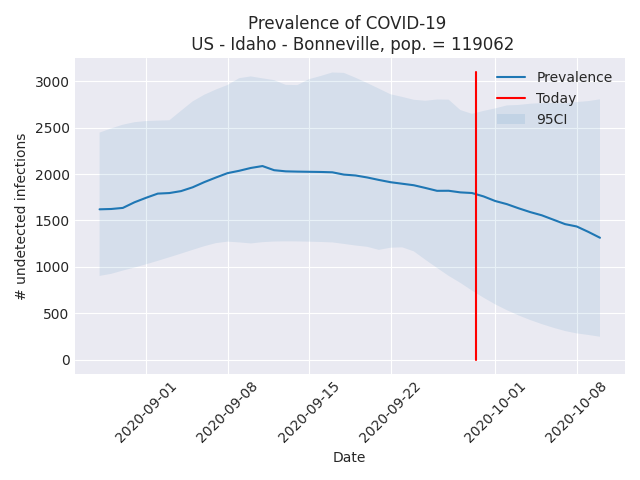 Prevalence of COVID-19
US - Idaho - Bonneville, pop. = 119062
Prevalence
Today
95CI
# undetected infections
3000
2500
2000
1500
1000
500
0
2020-09-01
2020-09-08
2020-09-15
2020-09-22
2020-10-01
2020-10-08
Date